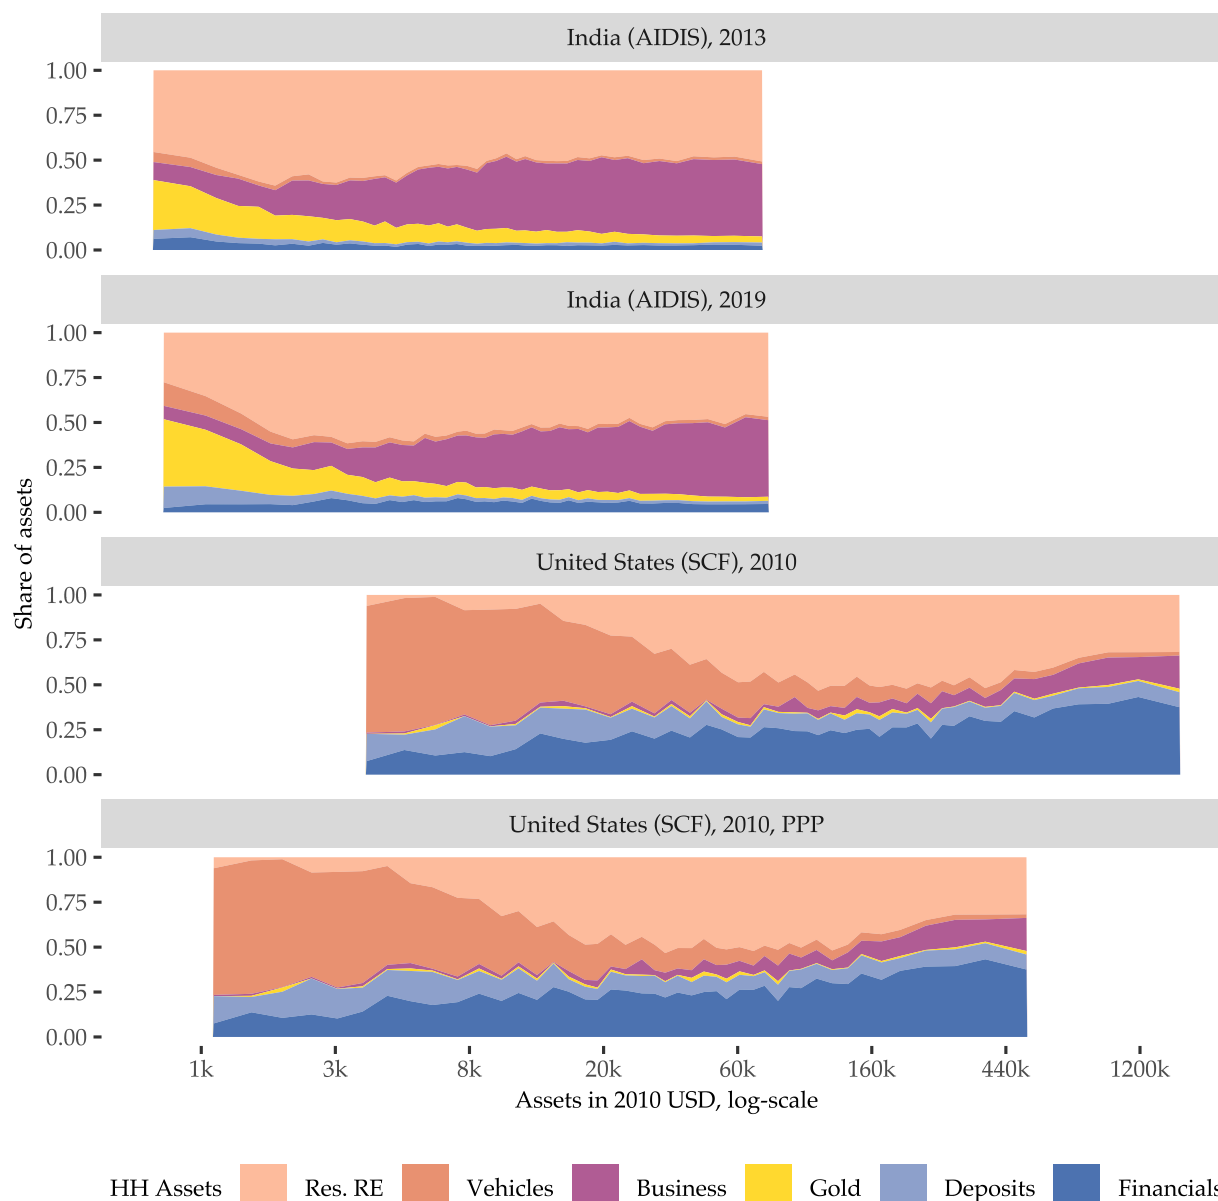 India (AIDIS), 2013
1.00
0.75
0.50
0.25
0.00
India (AIDIS), 2019
1.00
0.75
0.50
0.25
0.00
Share of assets
United States (SCF), 2010
1.00
0.75
0.50
0.25
0.00
United States (SCF), 2010, PPP
1.00
0.75
0.50
0.25
0.00
1k 3k 8k 20k 60k 160k 440k 1200k
Assets in 2010 USD, log-scale
HH Assets Res. RE Vehicles Business Gold Deposits Financials